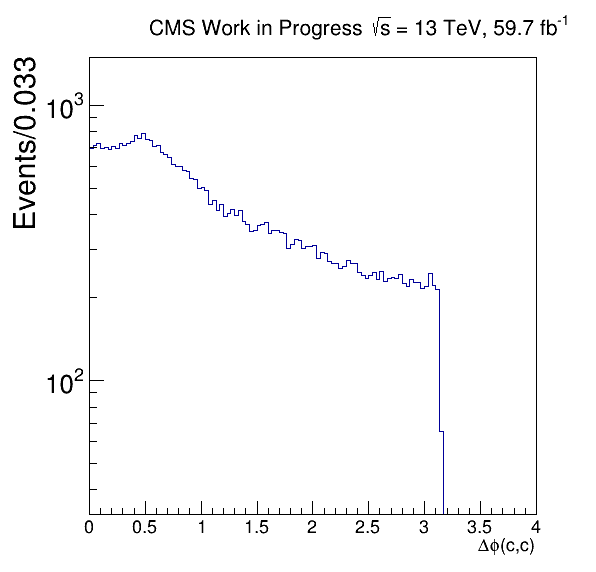 CMS Work in Progress √s = 13 TeV, 59.7 fb⁻¹
Events/0.033
10³
10²
0 0.5 1 1.5 2 2.5 3 3.5 4
Δϕ(c,c)